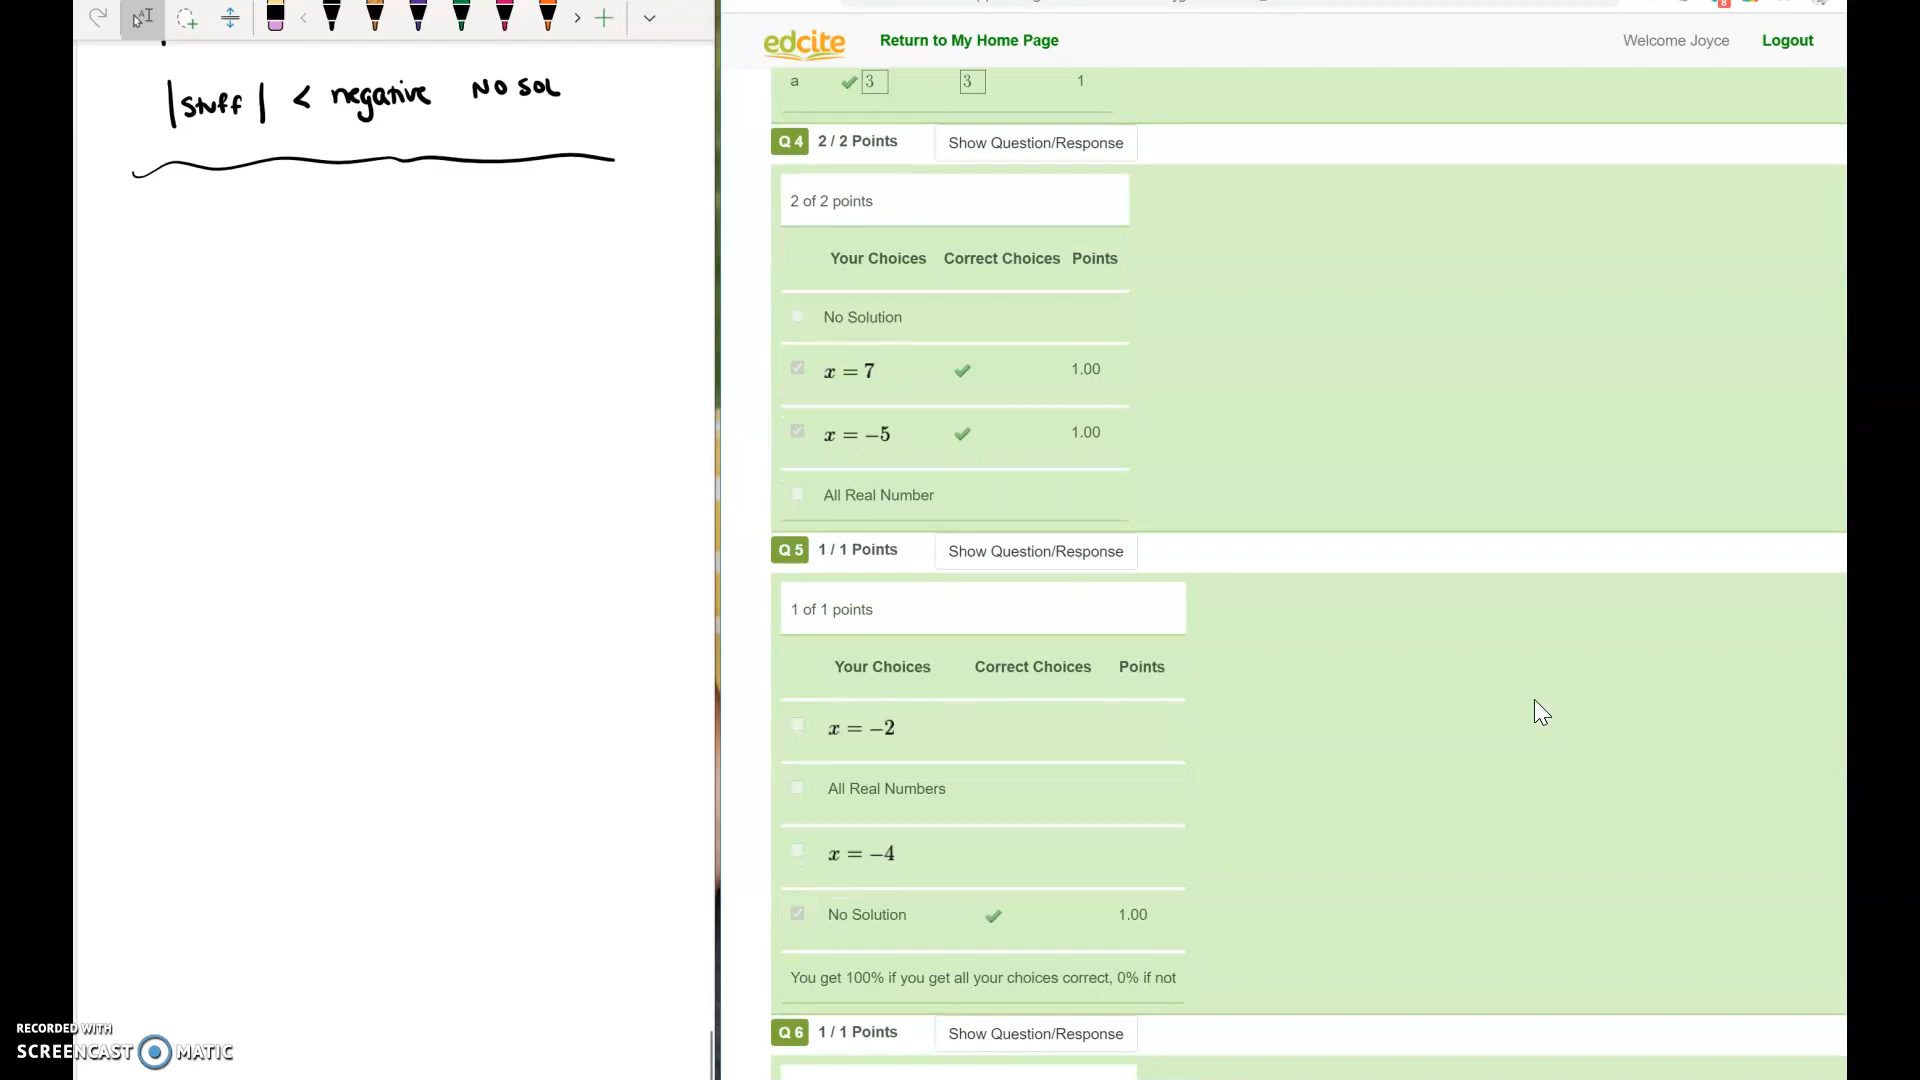 |stuff| < negative NO SOL
edcite Return to My Home Page Welcome Joyce Logout
8
a 3 3 1
Q 4 2 / 2 Points Show Question/Response
2 of 2 points
Your Choices Correct Choices Points
No Solution
x = 7 1.00
x = −5 1.00
All Real Number
Q 5 1 / 1 Points Show Question/Response
1 of 1 points
Your Choices Correct Choices Points
x = −2
All Real Numbers
x = −4
No Solution 1.00
You get 100% if you get all your choices correct, 0% if not
Q 6 1 / 1 Points Show Question/Response
RECORDED WITH
SCREENCAST MATIC